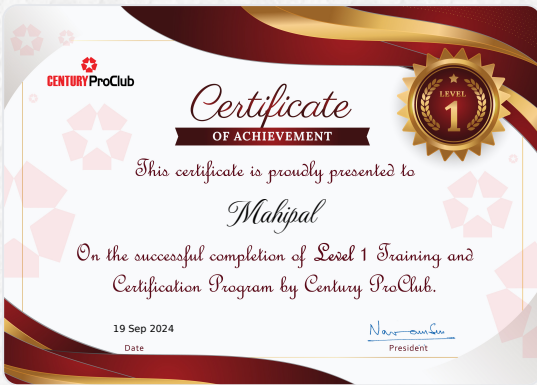 CENTURY ProClub
Certificate
OF ACHIEVEMENT
LEVEL
1
This certificate is proudly presented to
Mahipal
On the successful completion of Level 1 Training and
Certification Program by Century ProClub.
19 Sep 2024
Date
President